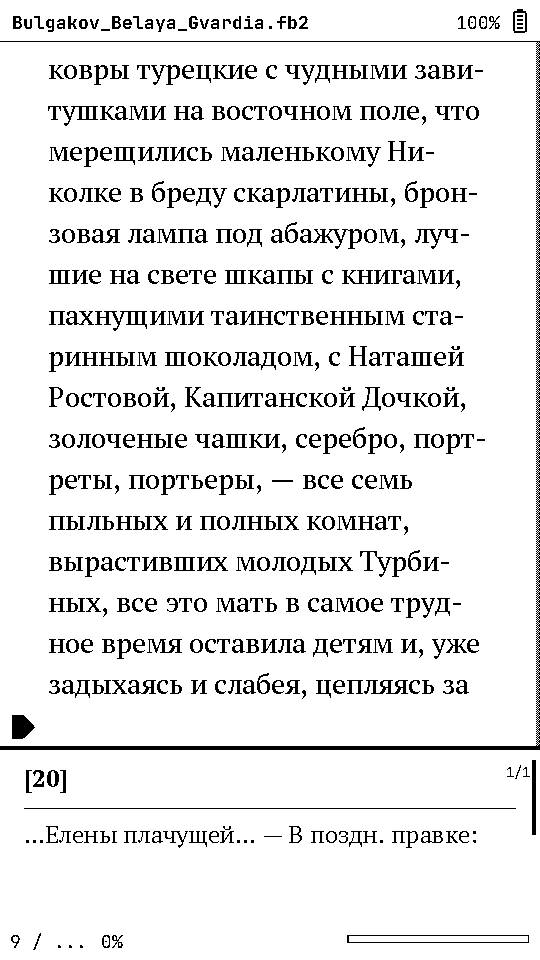 Bulgakov_Belaya_Gvardia.fb2 100%
ковры турецкие с чудными зави-
тушками на восточном поле, что
мерещились маленькому Ни-
колке в бреду скарлатины, брон-
зовая лампа под абажуром, луч-
шие на свете шкапы с книгами,
пахнущими таинственным ста-
ринным шоколадом, с Наташей
Ростовой, Капитанской Дочкой,
золоченые чашки, серебро, порт-
реты, портьеры, — все семь
пыльных и полных комнат,
вырастивших молодых Турби-
ных, все это мать в самое труд-
ное время оставила детям и, уже
задыхаясь и слабея, цепляясь за
[20]
1/1
...Елены плачущей... — В поздн. правке:
9 / ... 0%